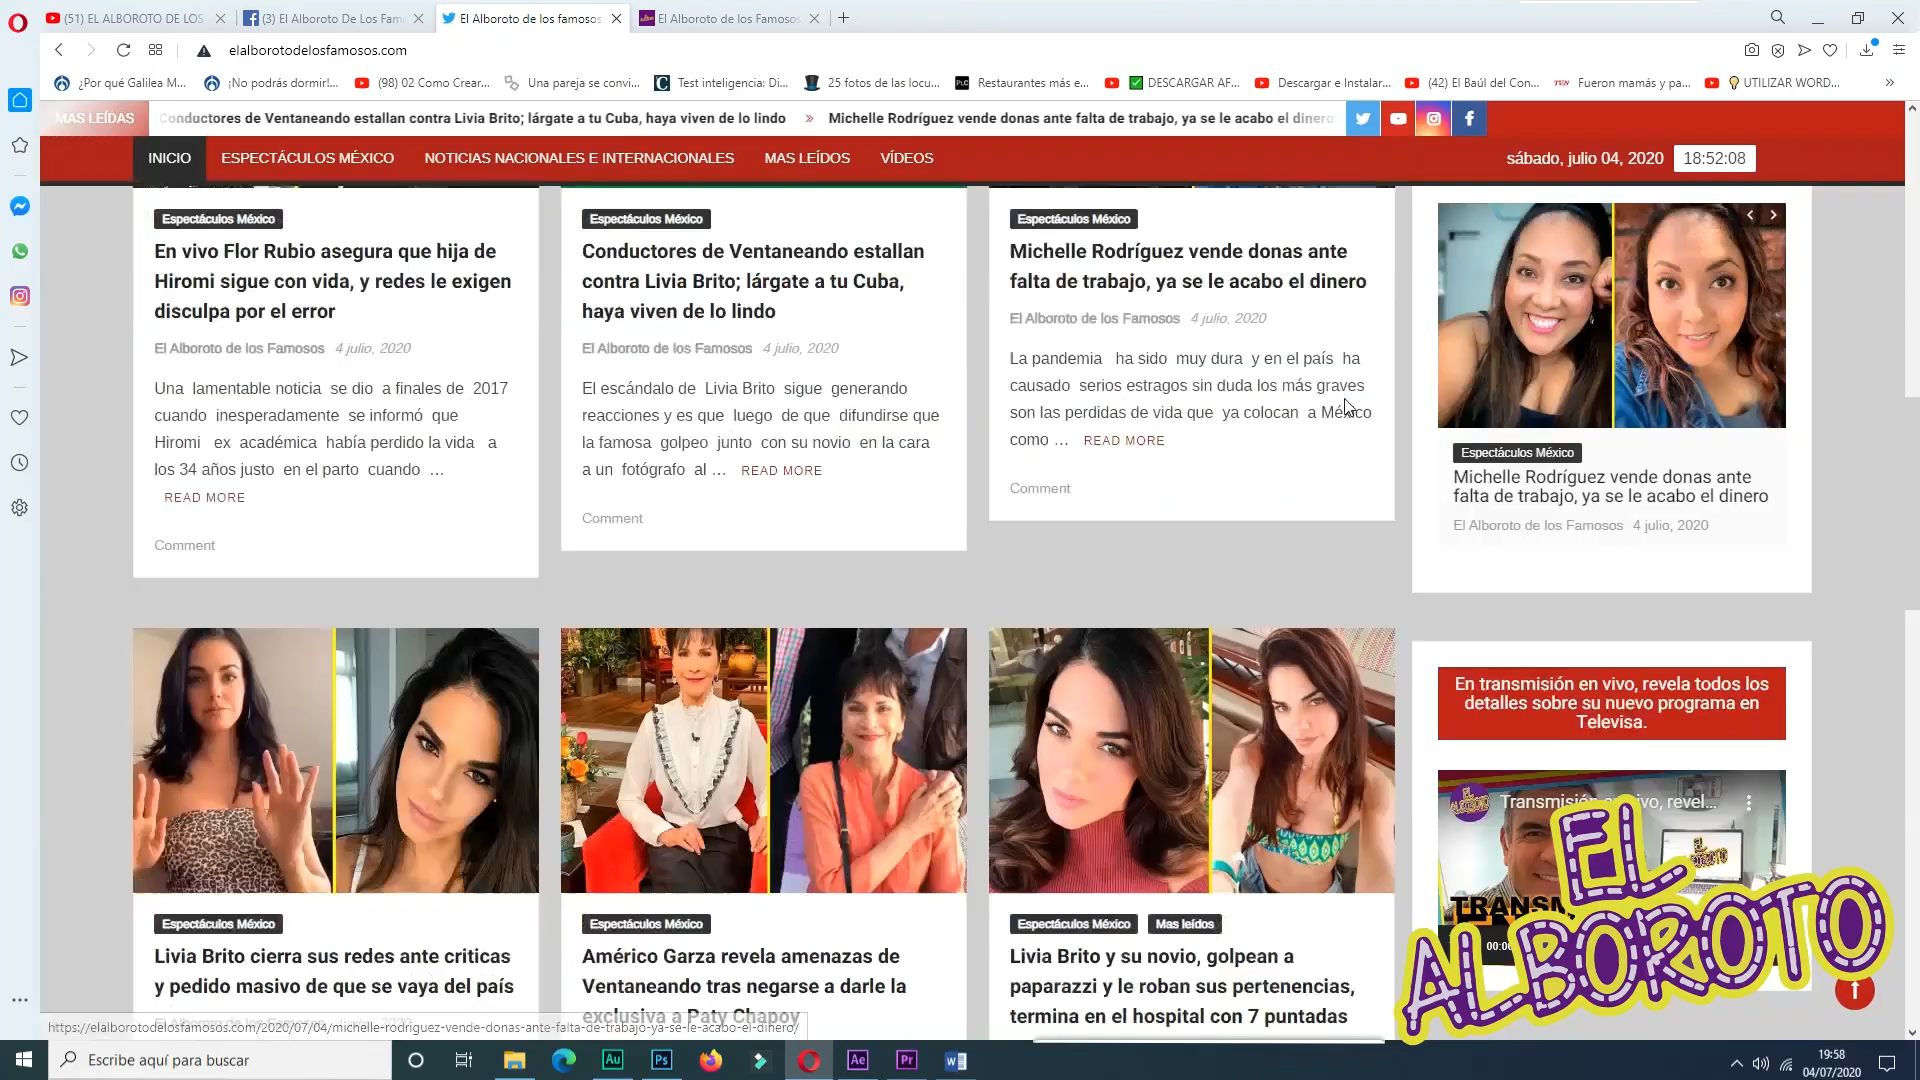 (51) EL ALBOROTO DE LOS
(3) El Alboroto De Los Fam
El Alboroto de los famosos
El Alboroto de los Famosos
elalborotodelosfamosos.com
¿Por qué Galilea M...
¡No podrás dormir!...
(98) 02 Como Crear...
Una pareja se convi...
Test inteligencia: Di...
25 fotos de las locu...
Restaurantes más e...
DESCARGAR AF...
Descargar e Instalar...
(42) El Baúl del Con...
Fueron mamás y pa...
UTILIZAR WORD...
MAS LEÍDAS
Conductores de Ventaneando estallan contra Livia Brito; lárgate a tu Cuba, haya viven de lo lindo » Michelle Rodríguez vende donas ante falta de trabajo, ya se le acabo el dinero
INICIO ESPECTÁCULOS MÉXICO NOTICIAS NACIONALES E INTERNACIONALES MAS LEÍDOS VÍDEOS
sábado, julio 04, 2020 18:52:08
Espectáculos México
En vivo Flor Rubio asegura que hija de
Hiromi sigue con vida, y redes le exigen
disculpa por el error
El Alboroto de los Famosos 4 julio, 2020
Una lamentable noticia se dio a finales de 2017
cuando inesperadamente se informó que
Hiromi ex académica había perdido la vida a
los 34 años justo en el parto cuando …
READ MORE
Comment
Espectáculos México
Conductores de Ventaneando estallan
contra Livia Brito; lárgate a tu Cuba,
haya viven de lo lindo
El Alboroto de los Famosos 4 julio, 2020
El escándalo de Livia Brito sigue generando
reacciones y es que luego de que difundirse que
la famosa golpeo junto con su novio en la cara
a un fotógrafo al … READ MORE
Comment
Espectáculos México
Michelle Rodríguez vende donas ante
falta de trabajo, ya se le acabo el dinero
El Alboroto de los Famosos 4 julio, 2020
La pandemia ha sido muy dura y en el país ha
causado serios estragos sin duda los más graves
son las perdidas de vida que ya colocan a México
como … READ MORE
Comment
Espectáculos México
Michelle Rodríguez vende donas ante
falta de trabajo, ya se le acabo el dinero
El Alboroto de los Famosos 4 julio, 2020
En transmisión en vivo, revela todos los
detalles sobre su nuevo programa en
Televisa.
Espectáculos México
Livia Brito cierra sus redes ante criticas
y pedido masivo de que se vaya del país
Espectáculos México
Américo Garza revela amenazas de
Ventaneando tras negarse a darle la
exclusiva a Paty Chapoy
Espectáculos México Mas leídos
Livia Brito y su novio, golpean a
paparazzi y le roban sus pertenencias,
termina en el hospital con 7 puntadas
EL
ALBOROTO
https://elalborotodelosfamosos.com/2020/07/04/michelle-rodriguez-vende-donas-ante-falta-de-trabajo-ya-se-le-acabo-el-dinero/
Escribe aquí para buscar
19:58
04/07/2020